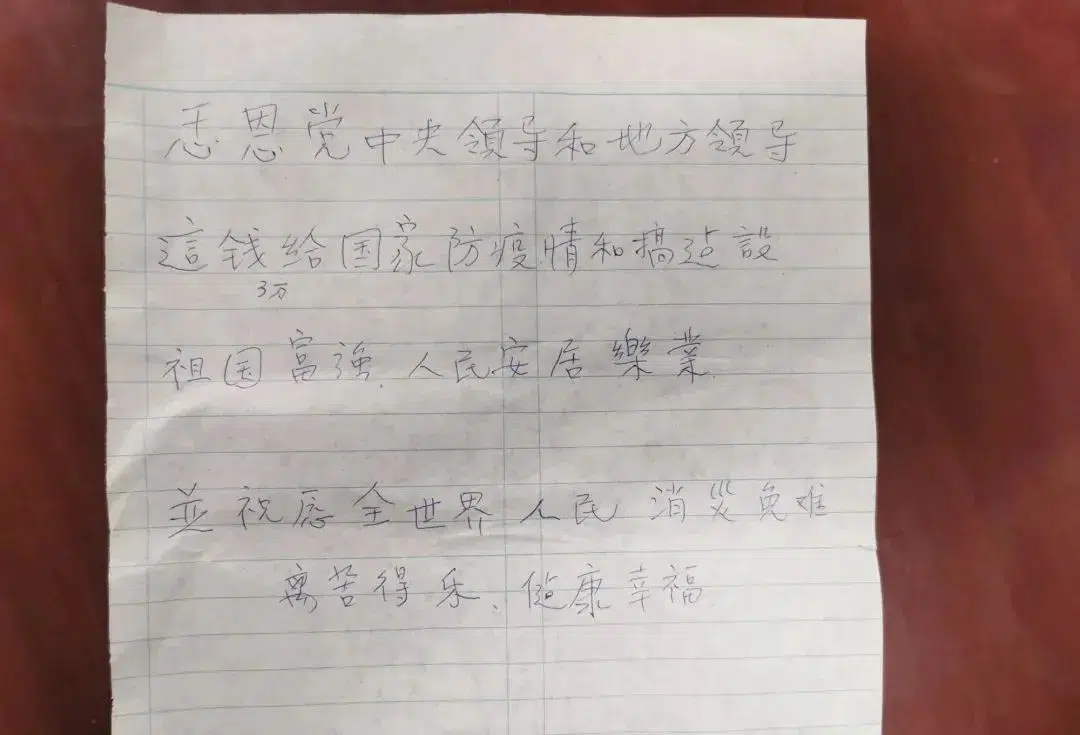 恩党中央領导和地方領导
這钱给国家防疫情和搞建設
3万
祖国富強.人民安居樂業.
並祝愿全世界人民 消災免难
离苦得乐、健康幸福